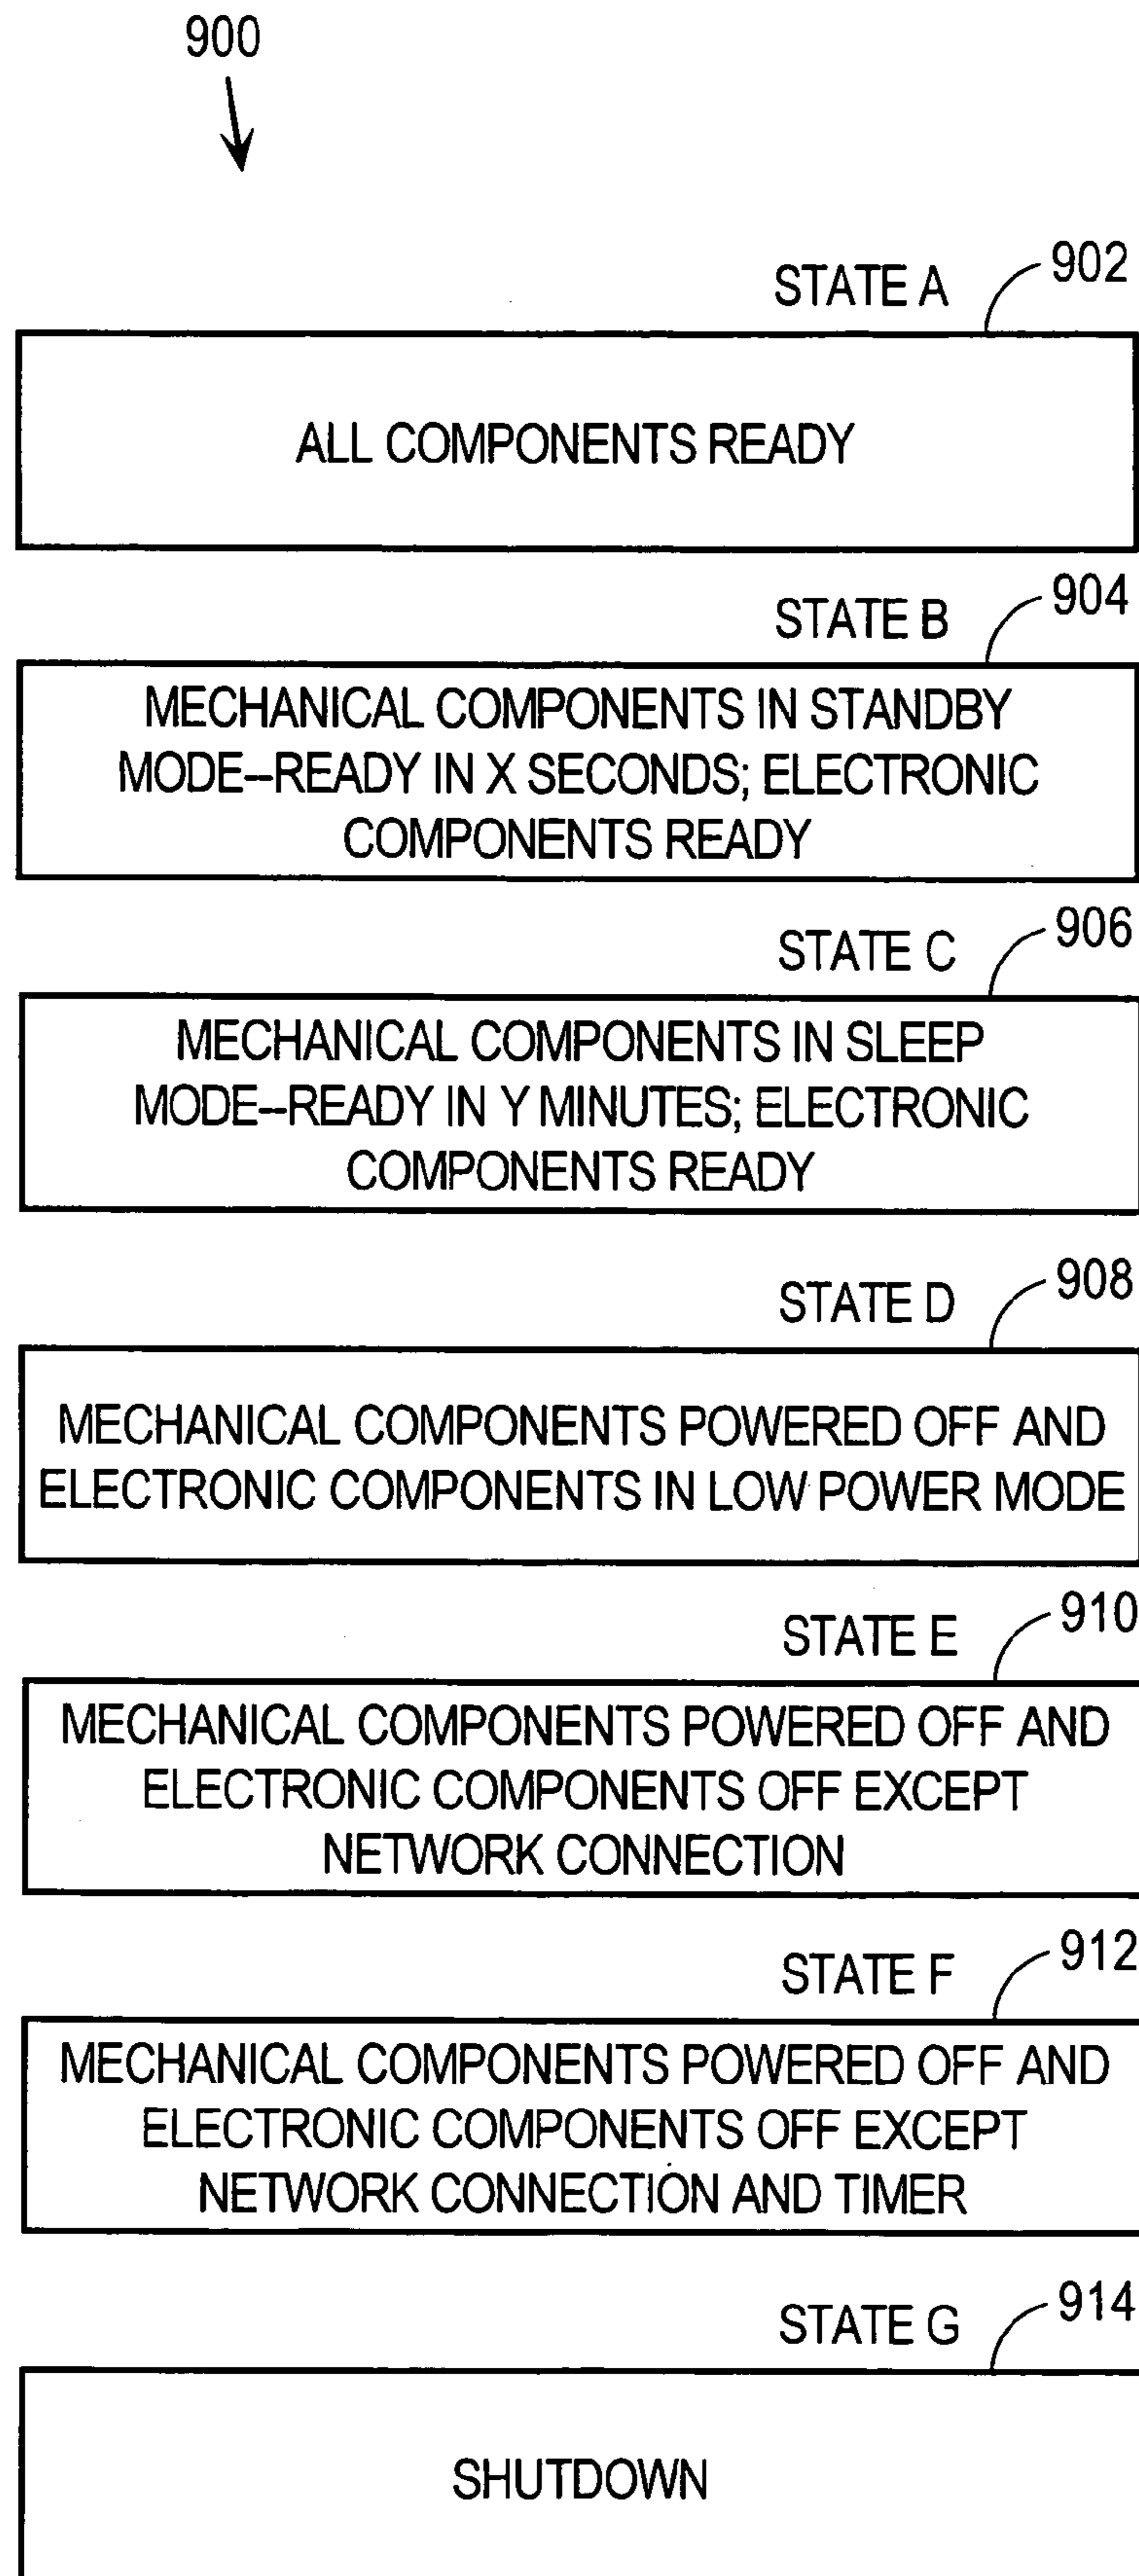 900
STATE A
902
ALL COMPONENTS READY
STATE B
904
MECHANICAL COMPONENTS IN STANDBY
MODE--READY IN X SECONDS; ELECTRONIC
COMPONENTS READY
STATE C
906
MECHANICAL COMPONENTS IN SLEEP
MODE--READY IN Y MINUTES; ELECTRONIC
COMPONENTS READY
STATE D
908
MECHANICAL COMPONENTS POWERED OFF AND
ELECTRONIC COMPONENTS IN LOW POWER MODE
STATE E
910
MECHANICAL COMPONENTS POWERED OFF AND
ELECTRONIC COMPONENTS OFF EXCEPT
NETWORK CONNECTION
STATE F
912
MECHANICAL COMPONENTS POWERED OFF AND
ELECTRONIC COMPONENTS OFF EXCEPT
NETWORK CONNECTION AND TIMER
STATE G
914
SHUTDOWN